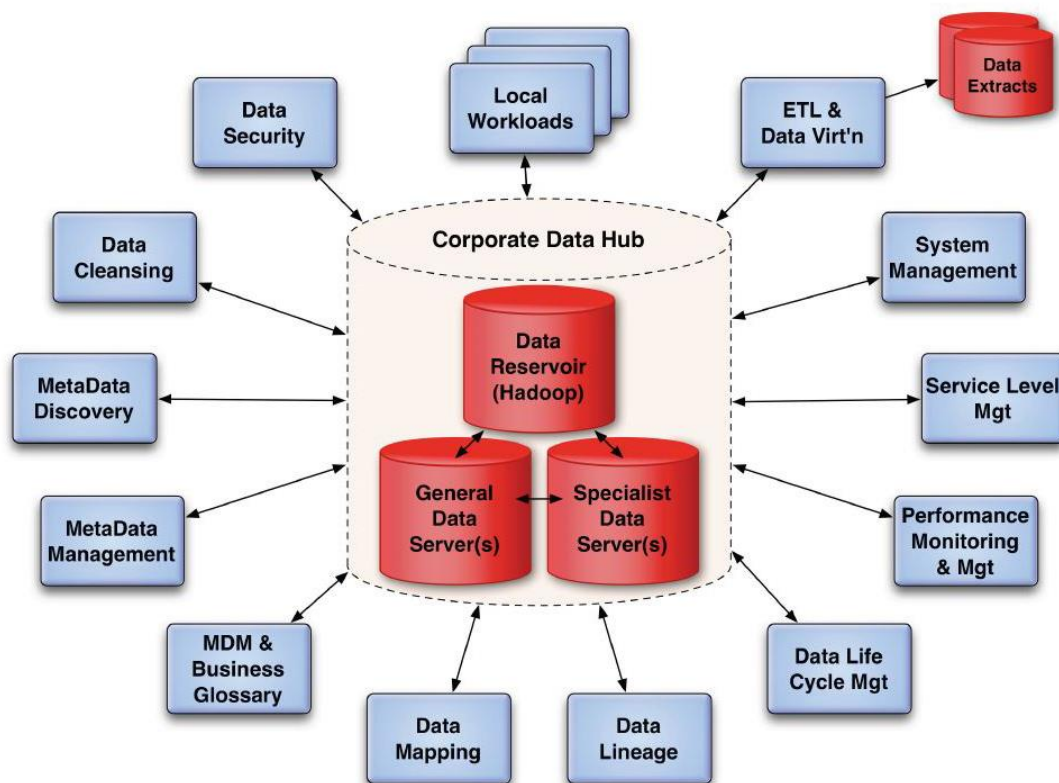 Data
Extracts
Local
Workloads
Data
Security
ETL &
Data Virt'n
Corporate Data Hub
Data
Cleansing
System
Management
Data
Reservoir
(Hadoop)
MetaData
Discovery
Service Level
Mgt
General
Data
Server(s)
Specialist
Data
Server(s)
MetaData
Management
Performance
Monitoring
& Mgt
MDM &
Business
Glossary
Data Life
Cycle Mgt
Data
Mapping
Data
Lineage